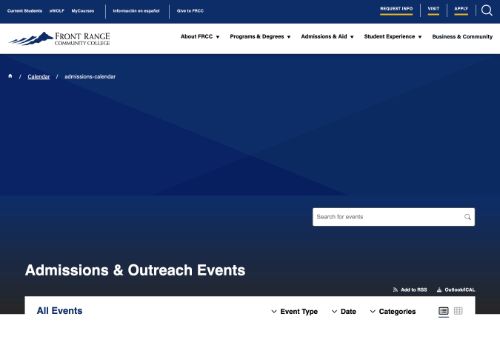 Current Students eWOLF MyCourses Información en español Give to FRCC REQUEST INFO VISIT APPLY
FRONT RANGE
COMMUNITY COLLEGE
About FRCC Programs & Degrees Admissions & Aid Student Experience Business & Community
/ Calendar / admissions-calendar
Search for events
Admissions & Outreach Events
Add to RSS Outlook/iCAL
All Events Event Type Date Categories